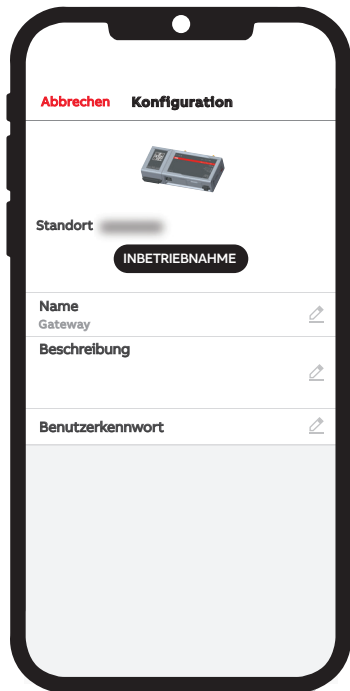 Abbrechen Konfiguration
Standort
INBETRIEBNAHME
Name
Gateway
Beschreibung
Benutzerkennwort